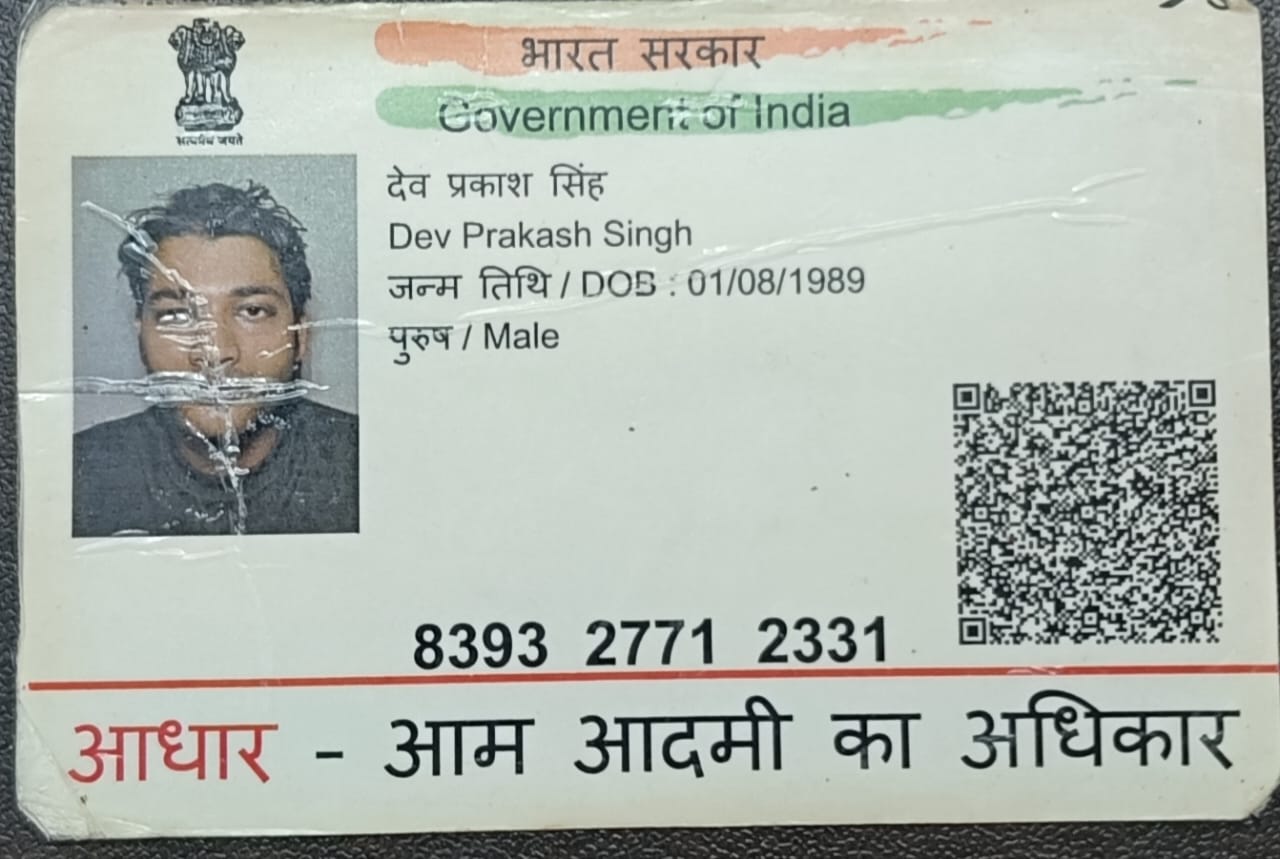 सत्यमेव जयते
भारत सरकार
Government of India
देव प्रकाश सिंह
Dev Prakash Singh
जन्म तिथि / DOB : 01/08/1989
पुरुष / Male
8393 2771 2331
आधार - आम आदमी का अधिकार